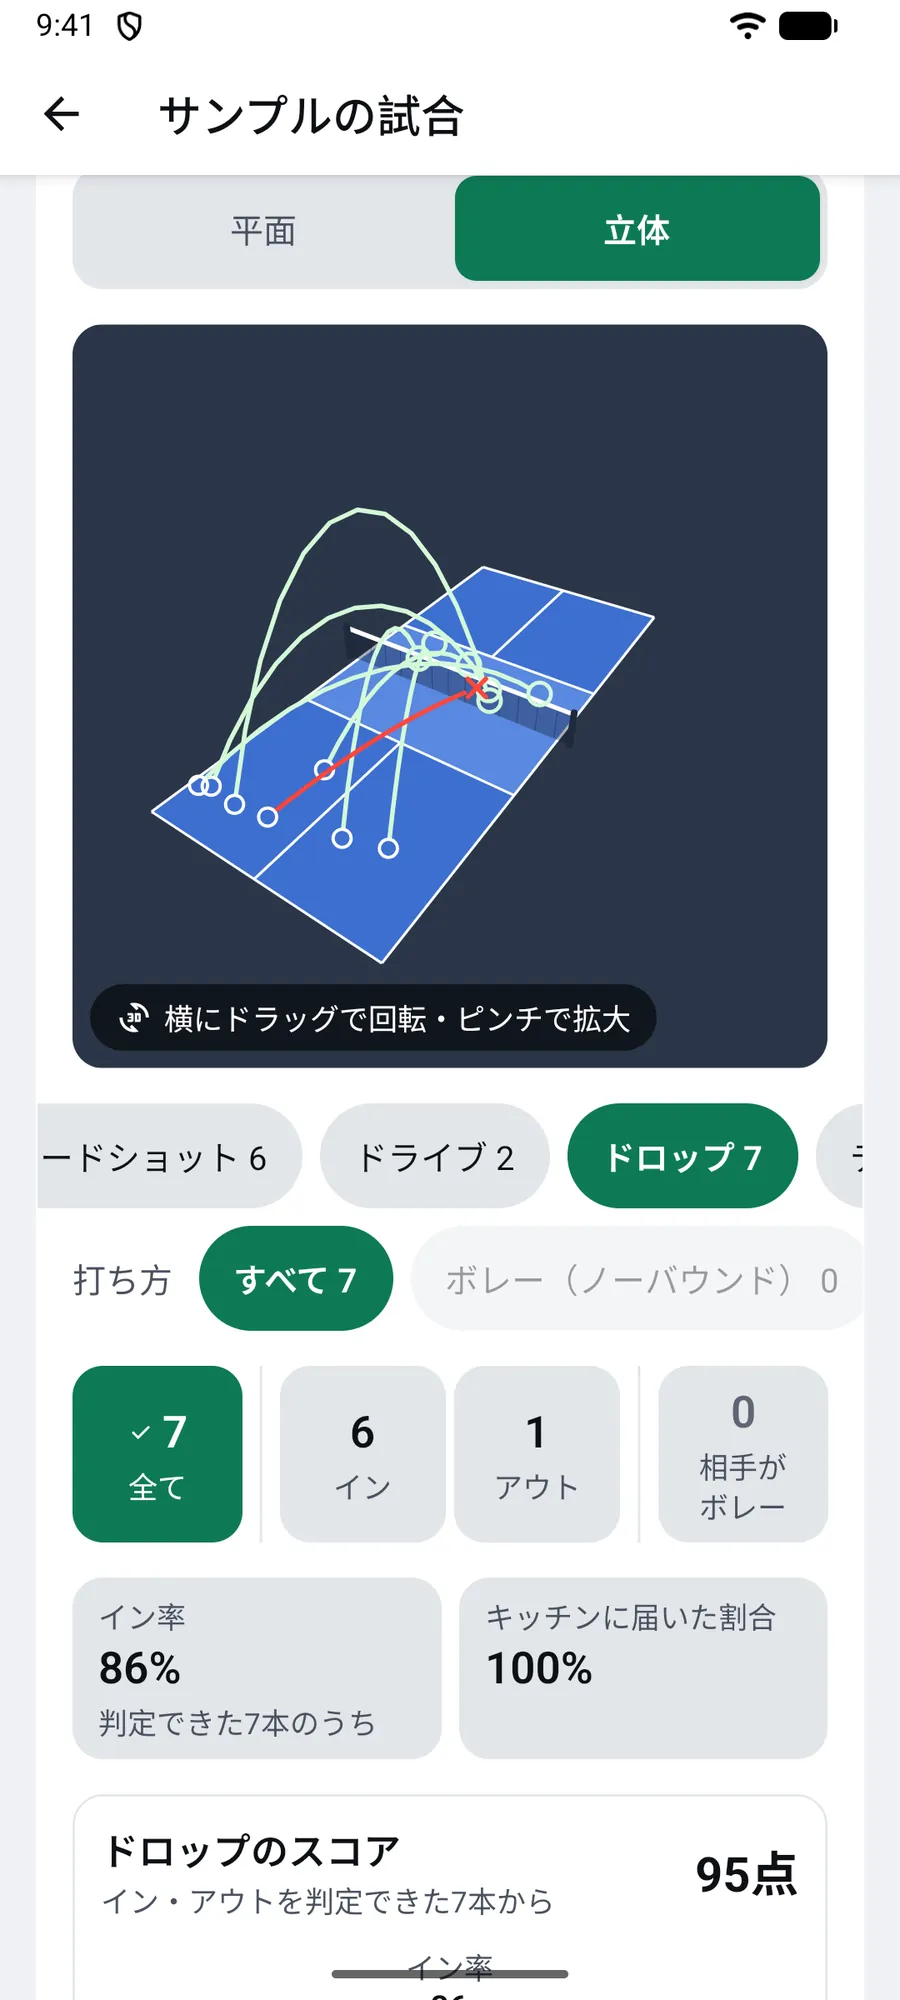 9:41
サンプルの試合
平面
立体
横にドラッグで回転・ピンチで拡大
ードショット 6
ドライブ 2
ドロップ 7
打ち方
すべて 7
ボレー（ノーバウンド） 0
7
全て
6
イン
1
アウト
0
相手が
ボレー
イン率
86%
判定できた7本のうち
キッチンに届いた割合
100%
ドロップのスコア
イン・アウトを判定できた7本から
95点
イン率